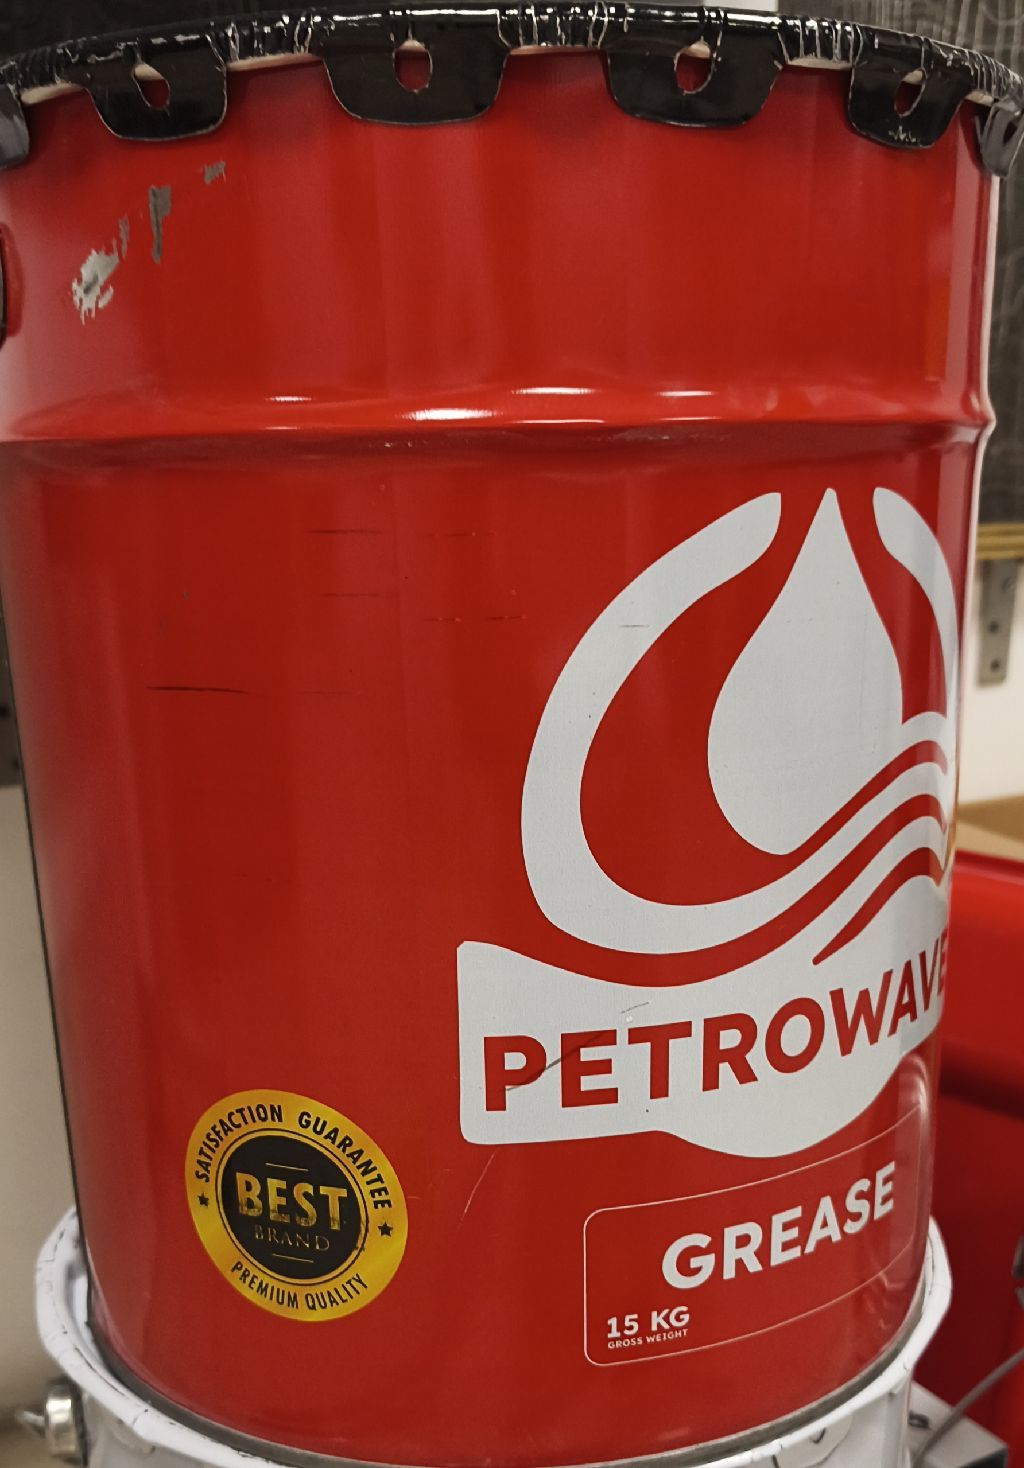 PETROWAVE
SATISFACTION GUARANTEE
BEST
BRAND
PREMIUM QUALITY
GREASE
15 KG
GROSS WEIGHT